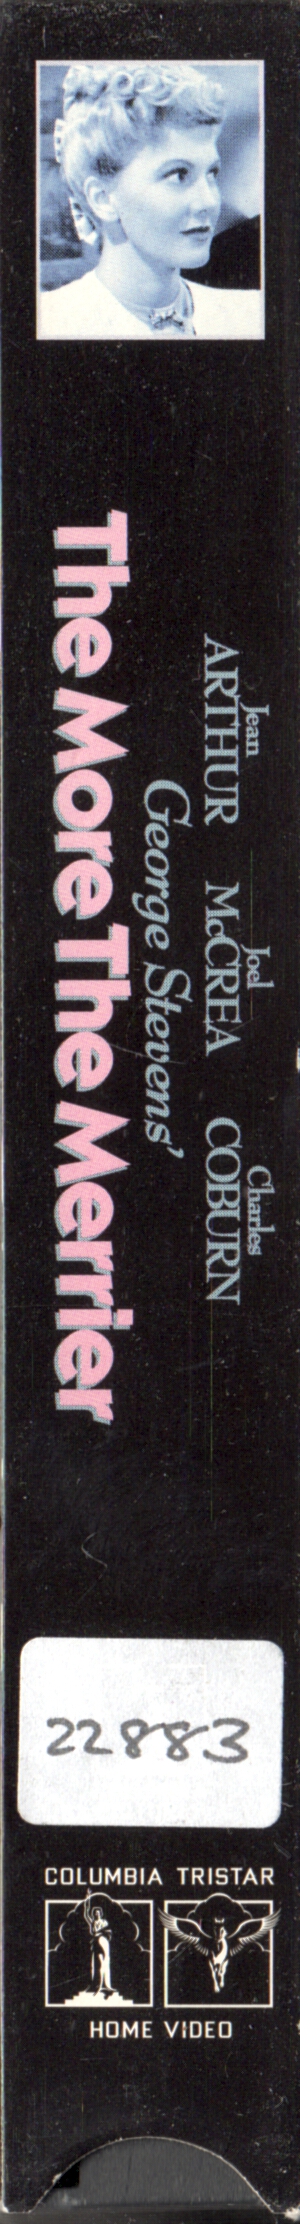 Jean ARTHUR Joel McCREA Charles COBURN
George Stevens'
The More The Merrier
22883
COLUMBIA TRISTAR
HOME VIDEO